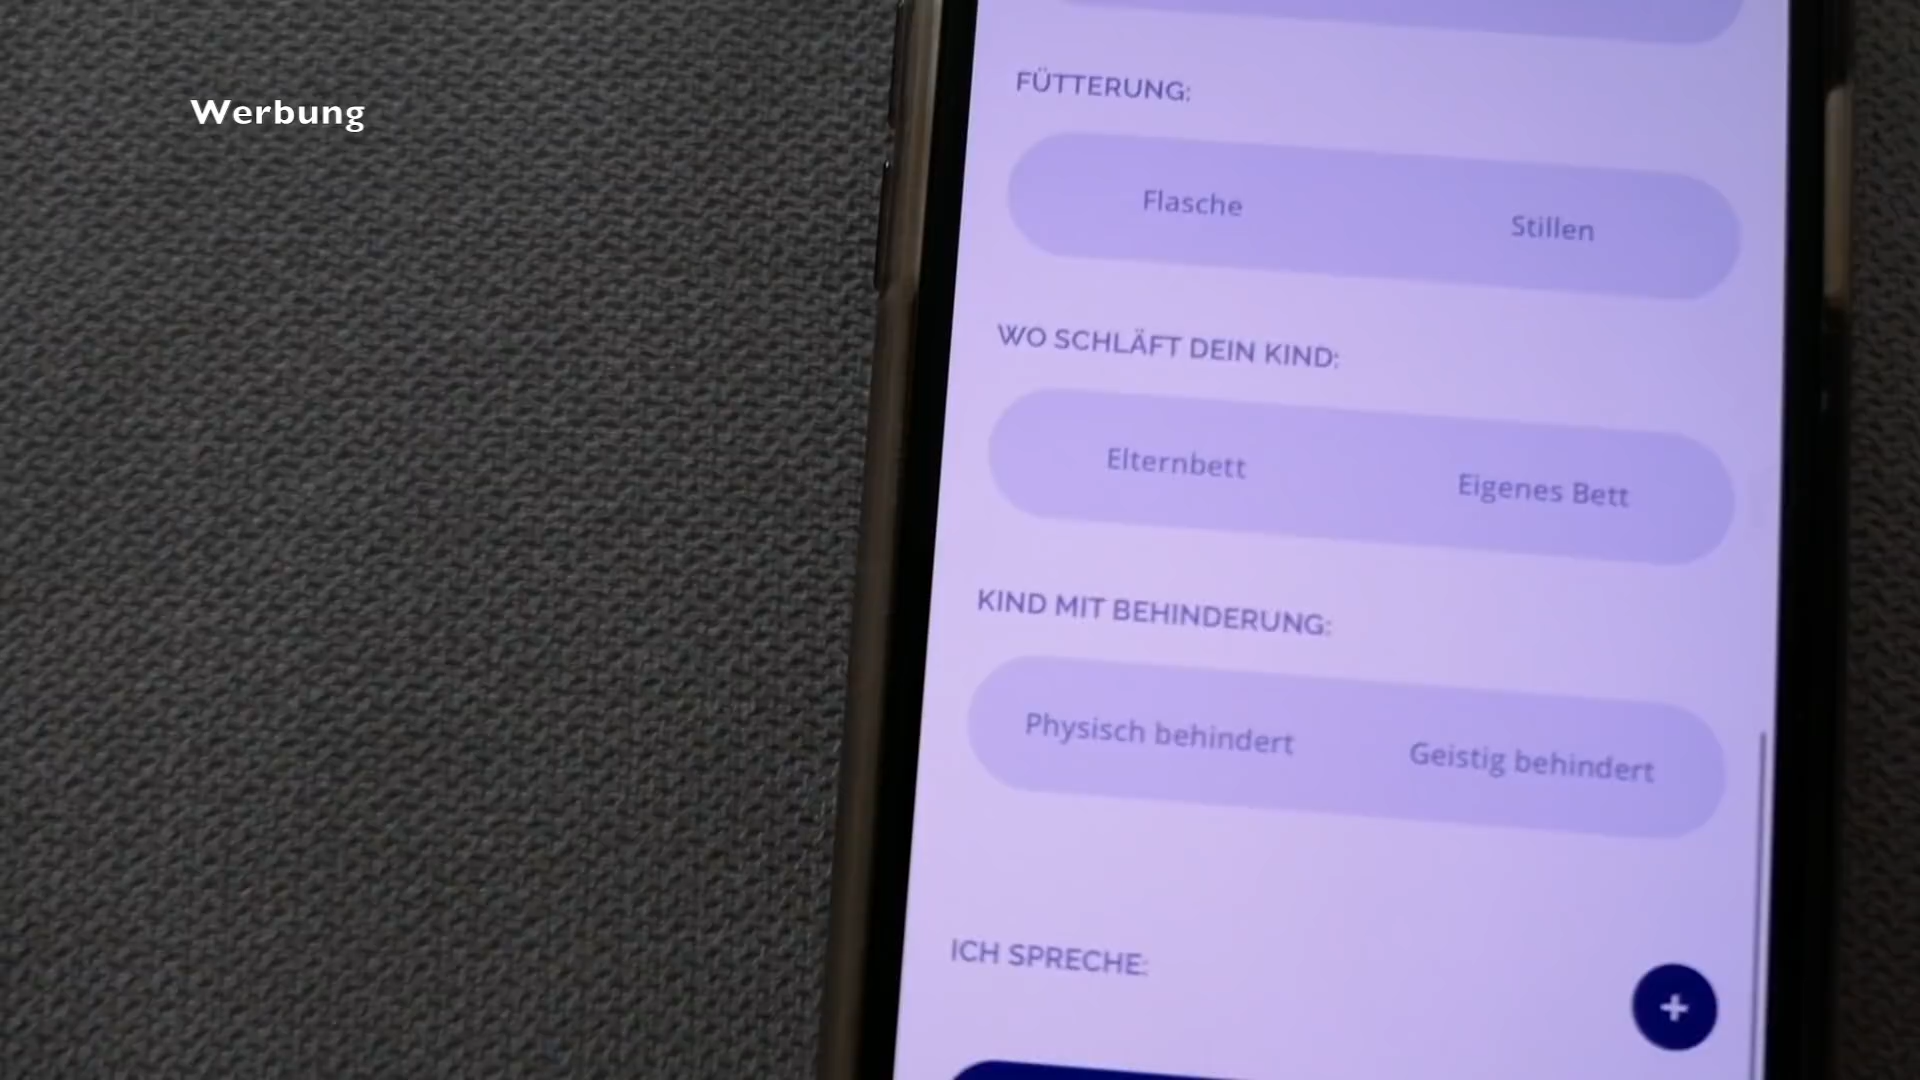 Werbung
FÜTTERUNG:
Flasche Stillen
WO SCHLÄFT DEIN KIND:
Elternbett Eigenes Bett
KIND MIT BEHINDERUNG:
Physisch behindert Geistig behindert
ICH SPRECHE:
+